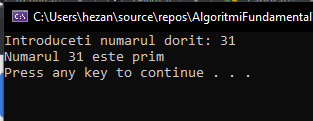 C:\Users\hezan\source\repos\AlgoritmiFundamental
Introduceti numarul dorit: 31
Numarul 31 este prim
Press any key to continue . . .